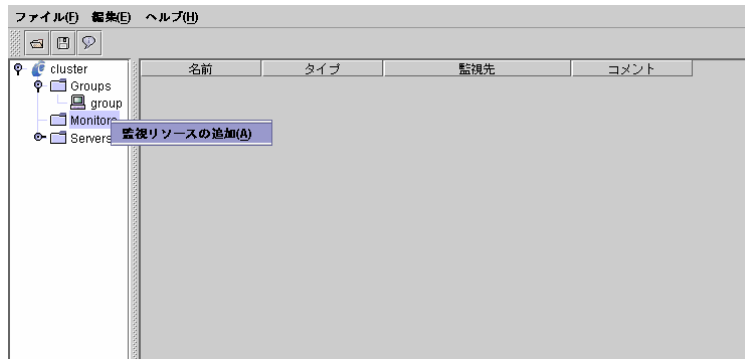 ファイル(F) 編集(E) ヘルプ(H)
cluster 名前 タイプ 監視先 コメント
Groups
group
Monitors
監視リソースの追加(A)
Servers